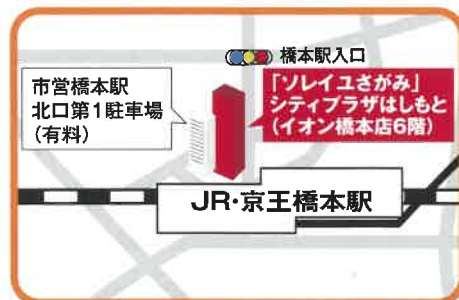 橋本駅入口
市営橋本駅
北口第1駐車場
(有料)
「ソレイユさがみ」
シティプラザはしもと
(イオン橋本店6階)
JR・京王橋本駅